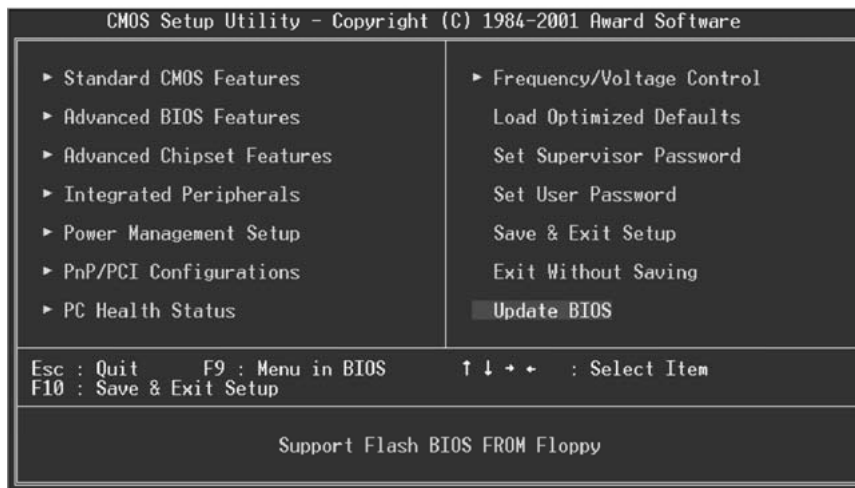 CMOS Setup Utility - Copyright (C) 1984-2001 Award Software
► Standard CMOS Features
► Advanced BIOS Features
► Advanced Chipset Features
► Integrated Peripherals
► Power Management Setup
► PnP/PCI Configurations
► PC Health Status
► Frequency/Voltage Control
Load Optimized Defaults
Set Supervisor Password
Set User Password
Save & Exit Setup
Exit Without Saving
Update BIOS
Esc : Quit F9 : Menu in BIOS ↑ ↓ → ← : Select Item
F10 : Save & Exit Setup
Support Flash BIOS FROM Floppy